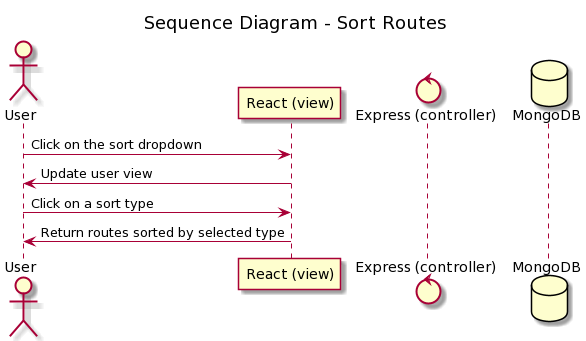 Sequence Diagram - Sort Routes
User
React (view)
Express (controller)
MongoDB
Click on the sort dropdown
Update user view
Click on a sort type
Return routes sorted by selected type
User
React (view)
Express (controller)
MongoDB